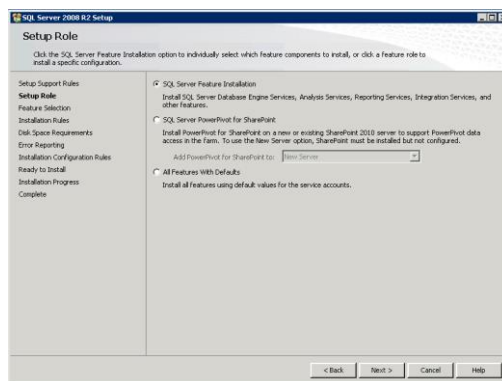 SQL Server 2008 R2 Setup
Setup Role
Click the SQL Server Feature Installation option to individually select which feature components to install, or click a feature role to
install a specific configuration.
Setup Support Rules
Setup Role
Feature Selection
Installation Rules
Disk Space Requirements
Error Reporting
Installation Configuration Rules
Ready to Install
Installation Progress
Complete
SQL Server Feature Installation
Install SQL Server Database Engine Services, Analysis Services, Reporting Services, Integration Services, and
other features.
SQL Server PowerPivot for SharePoint
Install PowerPivot for SharePoint on a new or existing SharePoint 2010 server to support PowerPivot data
access in the farm. To use the New Server option, SharePoint must be installed but not configured.
Add PowerPivot for SharePoint to: New Server
All Features With Defaults
Install all features using default values for the service accounts.
< Back Next > Cancel Help